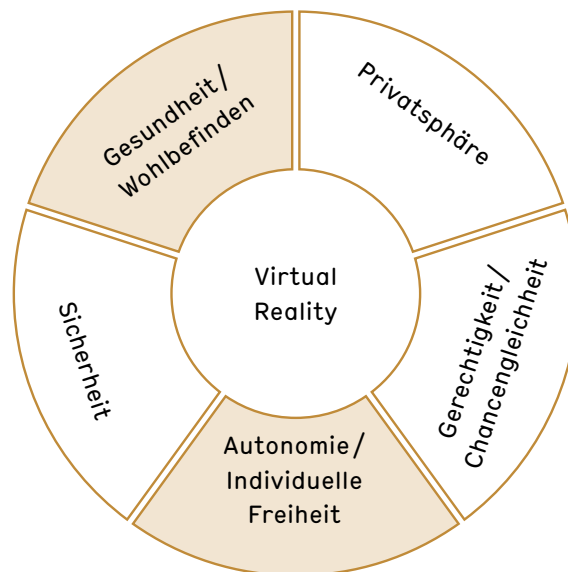 Gesundheit/
Wohlbefinden
Privatsphäre
Virtual
Reality
Sicherheit
Gerechtigkeit/
Chancengleichheit
Autonomie/
Individuelle
Freiheit